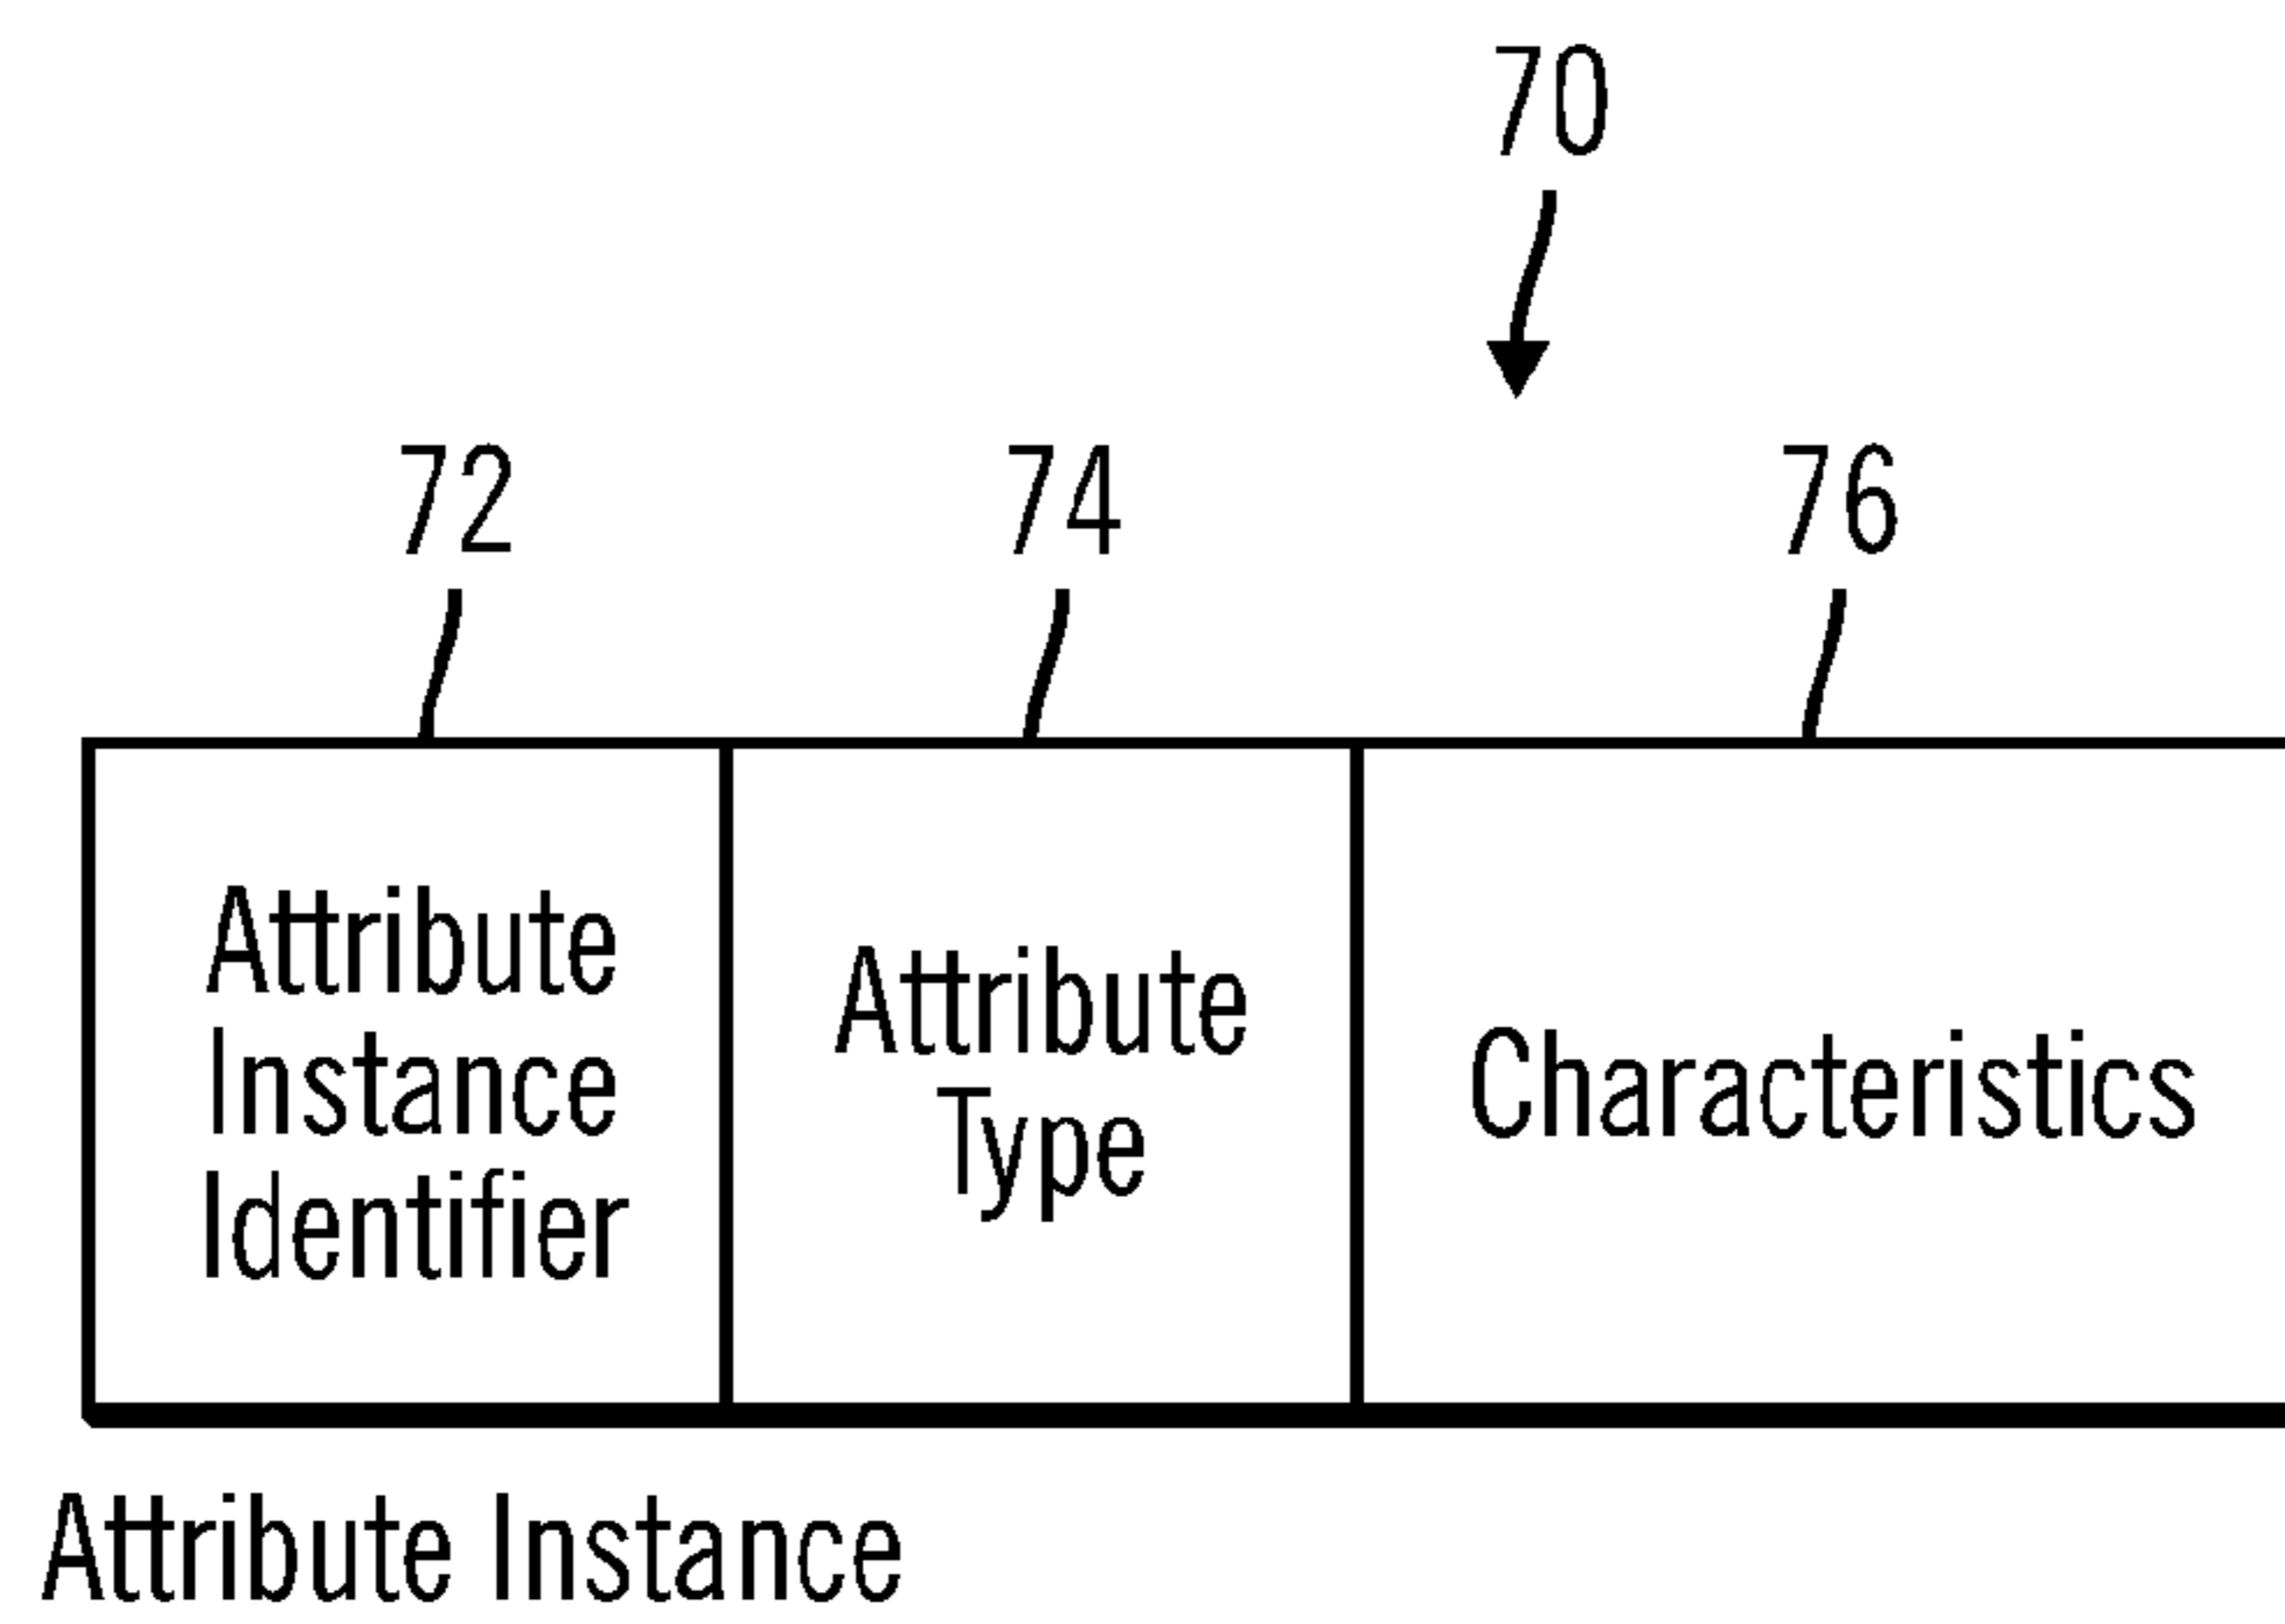 70
72 74 76
Attribute
Instance
Identifier
Attribute
Type
Characteristics
Attribute Instance